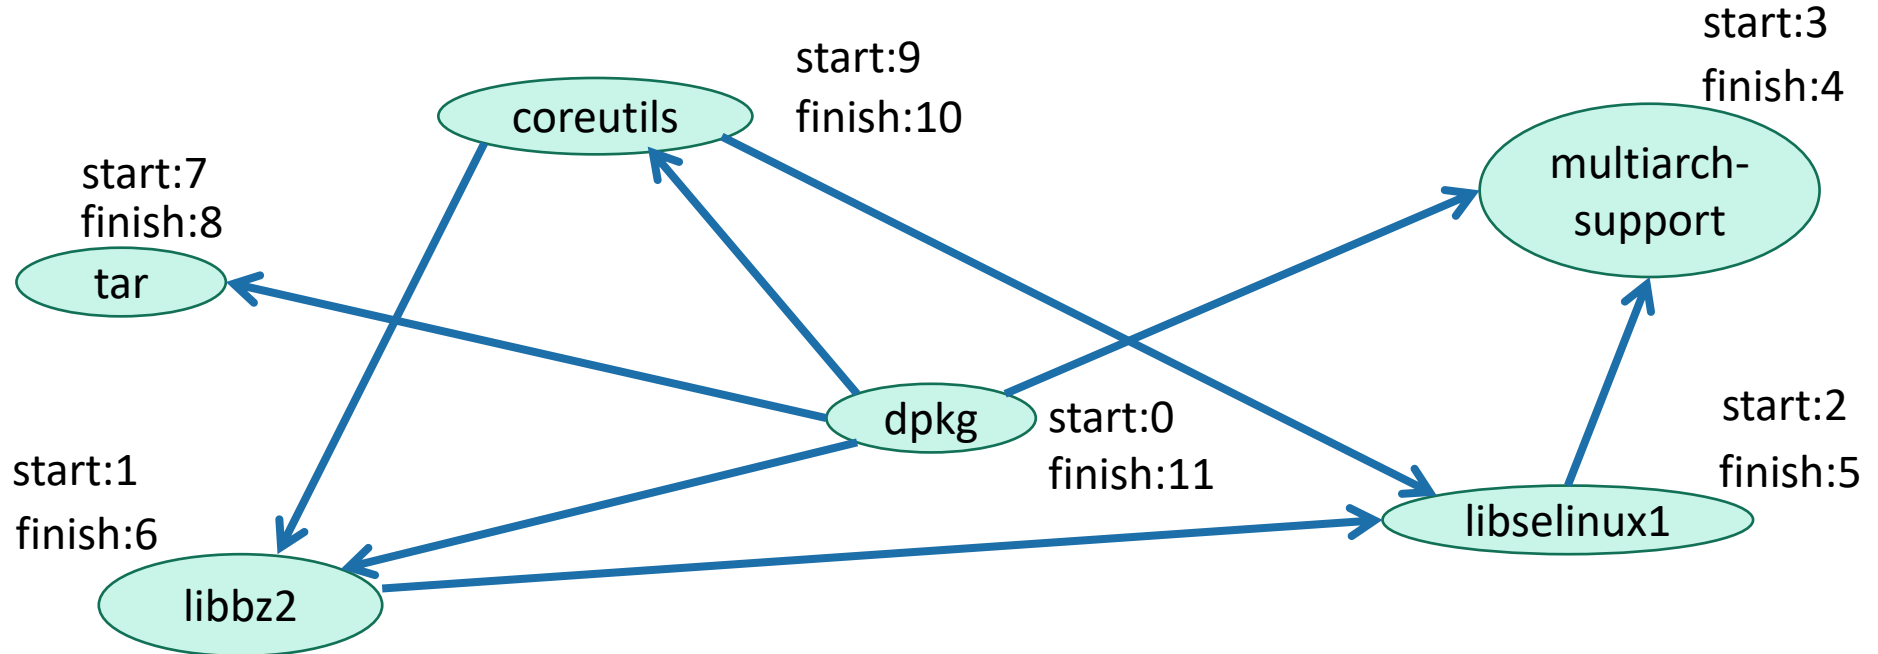 start:3
finish:4
start:9
finish:10
coreutils
multiarch-
support
start:7
finish:8
tar
dpkg
start:0
finish:11
start:2
finish:5
start:1
finish:6
libselinux1
libbz2